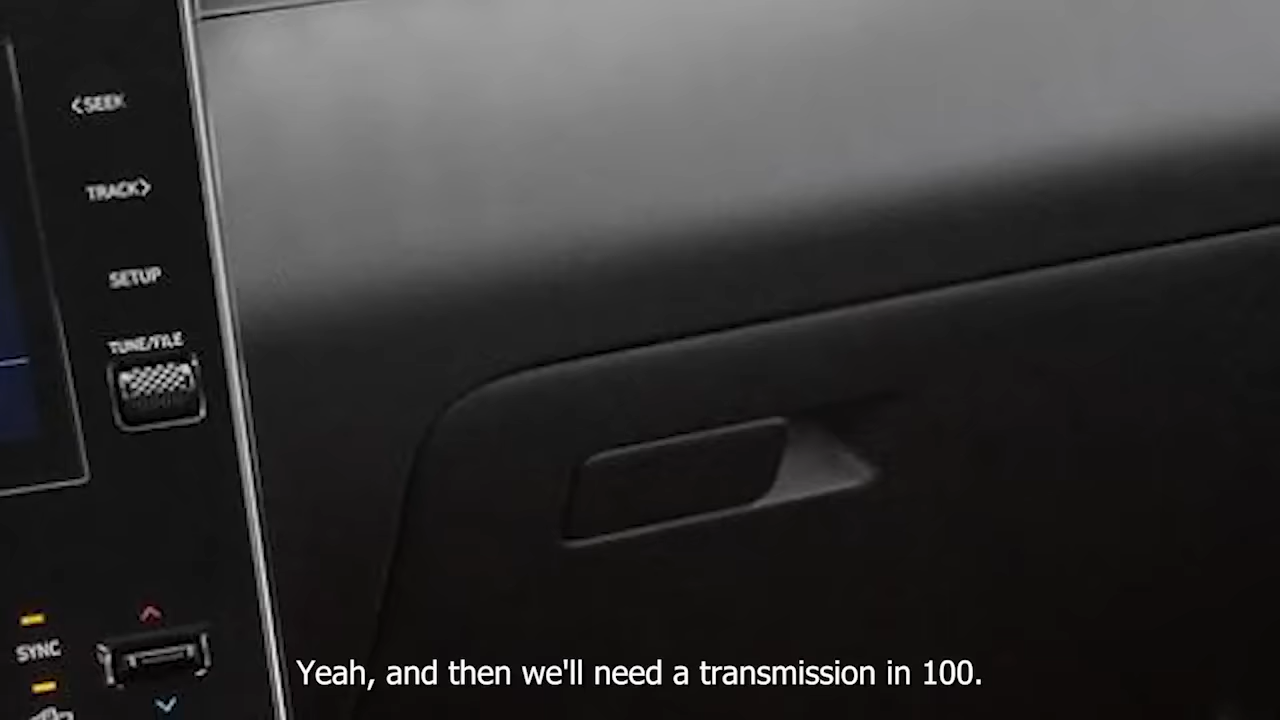 <SEEK
TRACK>
SETUP
TUNE/FILE
SYNC
Yeah, and then we'll need a transmission in 100.